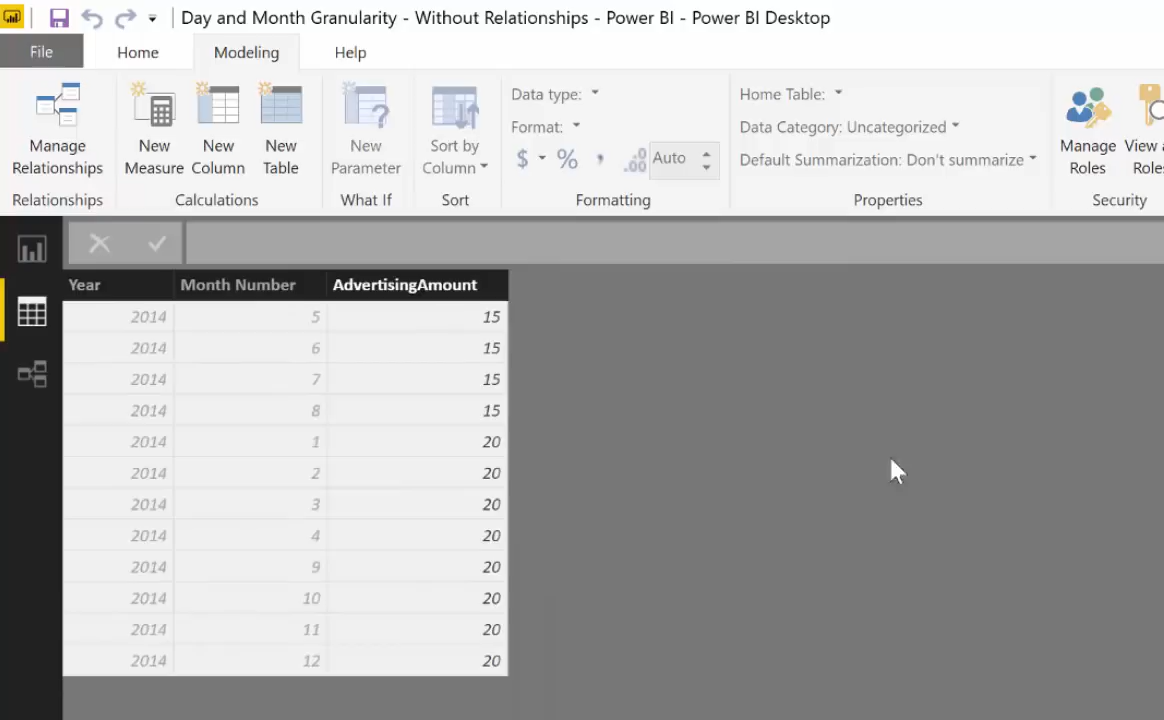 Day and Month Granularity - Without Relationships - Power BI - Power BI Desktop
File Home Modeling Help
Manage Relationships
New Measure
New Column
New Table
New Parameter
Sort by Column
Data type:
Format:
$ % , .00 Auto
Home Table:
Data Category: Uncategorized
Default Summarization: Don't summarize
Manage Roles
View
Relationships Calculations What If Sort Formatting Properties Security
Year Month Number AdvertisingAmount
2014 5 15
2014 6 15
2014 7 15
2014 8 15
2014 1 20
2014 2 20
2014 3 20
2014 4 20
2014 9 20
2014 10 20
2014 11 20
2014 12 20